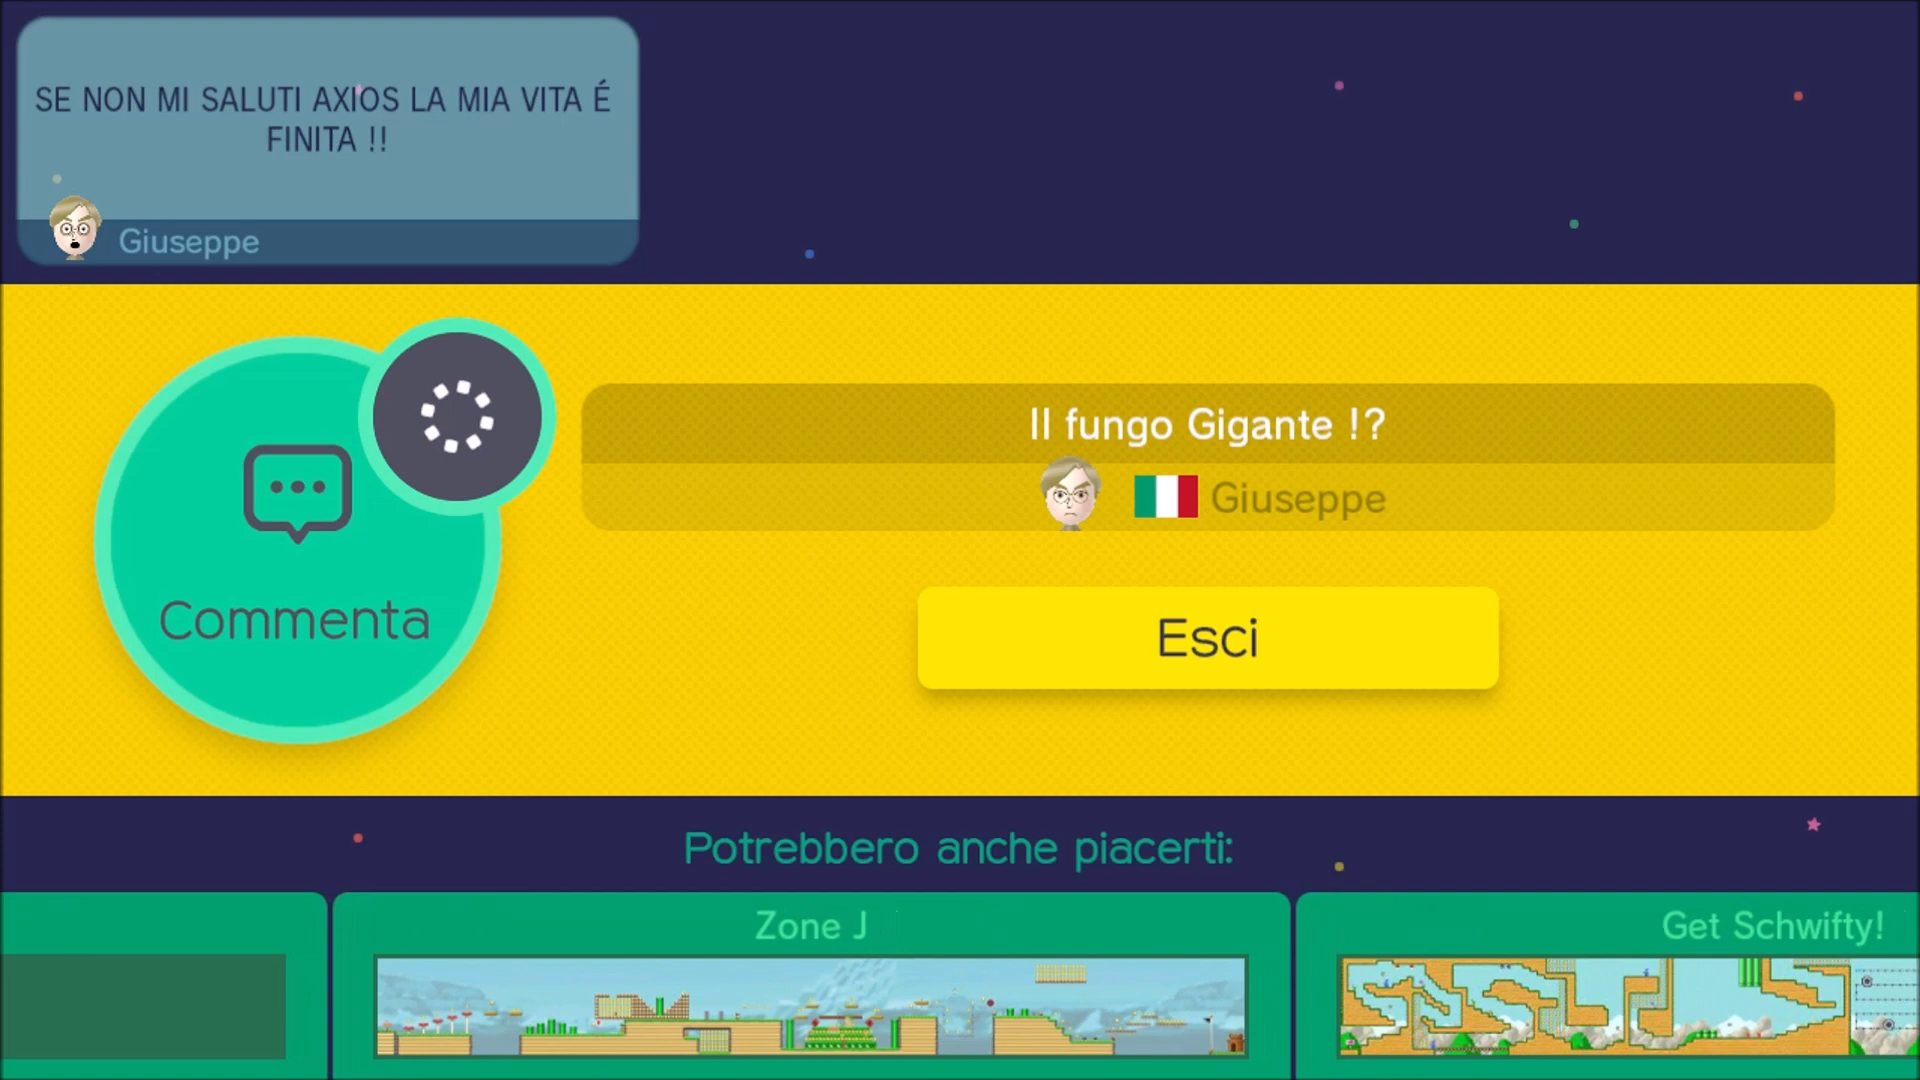 SE NON MI SALUTI AXIOS LA MIA VITA É
FINITA !!
Giuseppe
Commenta
Il fungo Gigante !?
Giuseppe
Esci
Potrebbero anche piacerti:
Zone J
Get Schwifty!